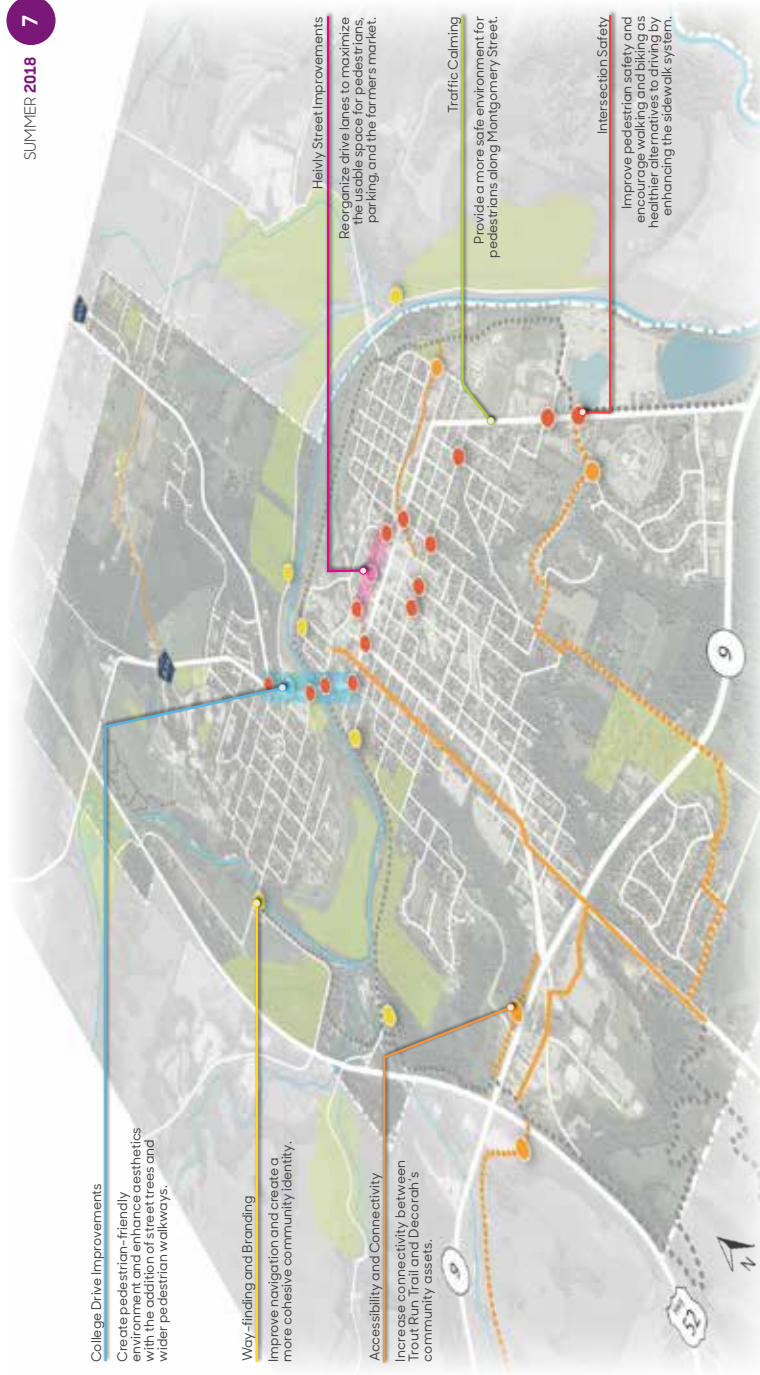 SUMMER 2018
7
College Drive Improvements
Create pedestrian-friendly
environment and enhance aesthetics
with the addition of street trees and
wider pedestrian walkways.
Way-finding and Branding
Improve navigation and create a
more cohesive community identity.
Accessibility and Connectivity
Increase connectivity between
Trout Run Trail and Decorah's
community assets.
Heivly Street Improvements
Reorganize drive lanes to maximize
the usable space for pedestrians,
parking, and the farmers market.
Traffic Calming
Provide a more safe environment for
pedestrians along Montgomery Street.
Intersection Safety
Improve pedestrian safety and
encourage walking and biking as
healthier alternatives to driving by
enhancing the sidewalk system.
9
9
52
N